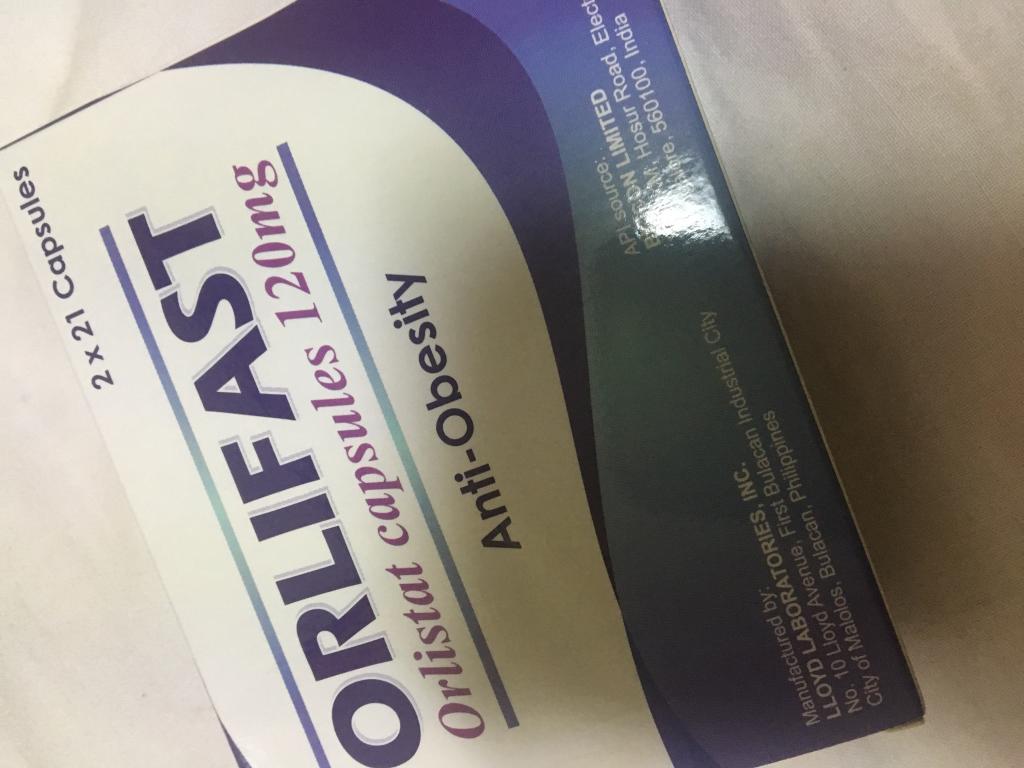 2 x 21 Capsules
ORLIFAST
Orlistat capsules 120mg
Anti-Obesity
Manufactured by:
LLOYD LABORATORIES, INC.
No. 10 Lloyd Avenue, First Bulacan Industrial City
City of Malolos, Bulacan, Philippines
API source:
LIMITED
Hosur Road, Elect
560100, India